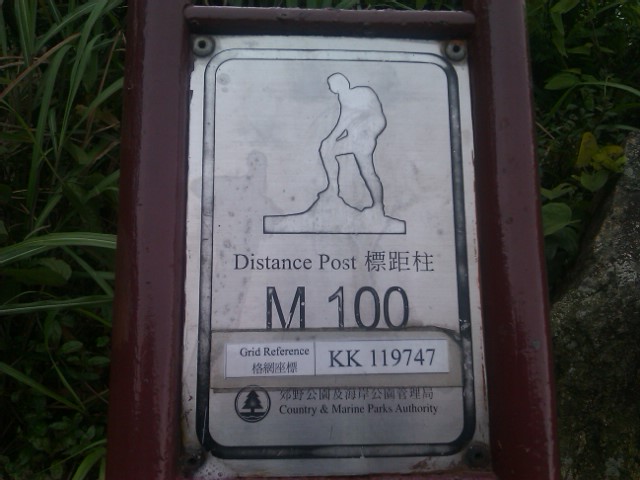 Distance Post 標距柱
M 100
Grid Reference
格網座標
KK 119747
郊野公園及海岸公園管理局
Country & Marine Parks Authority